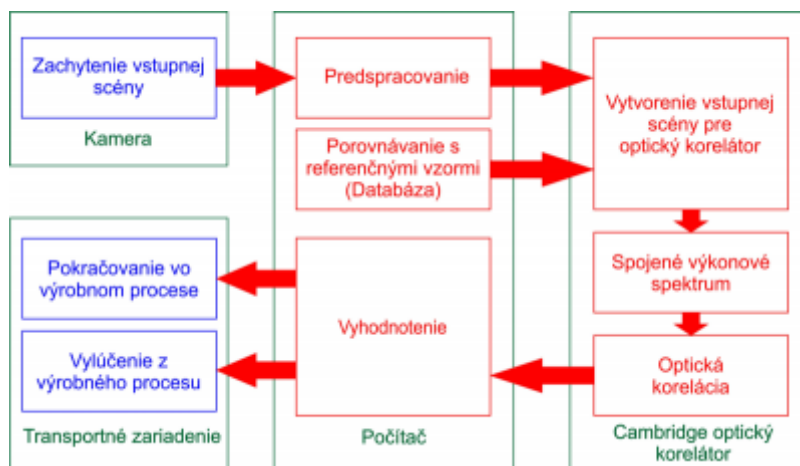 Zachytenie vstupnej
scény
Kamera
Predspracovanie
Porovnávanie s
referenčnými vzormi
(Databáza)
Vytvorenie vstupnej
scény pre
optický korelátor
Spojené výkonové
spektrum
Optická
korelácia
Cambridge optický
korelátor
Vyhodnotenie
Počítač
Pokračovanie vo
výrobnom procese
Vylúčenie z
výrobného procesu
Transportné zariadenie